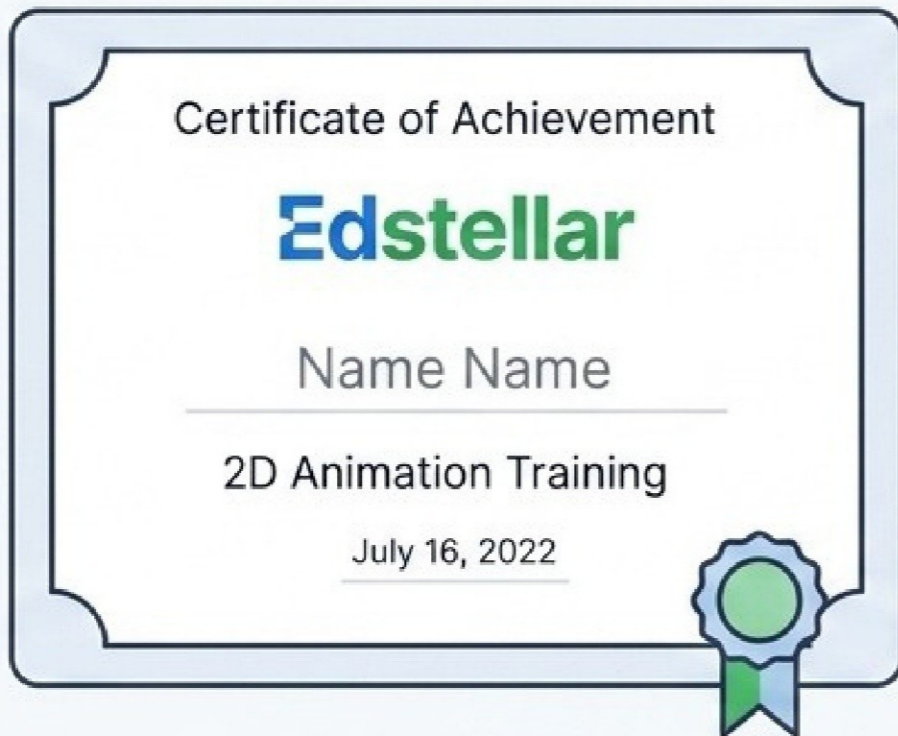 Certificate of Achievement
Edstellar
Name Name
2D Animation Training
July 16, 2022